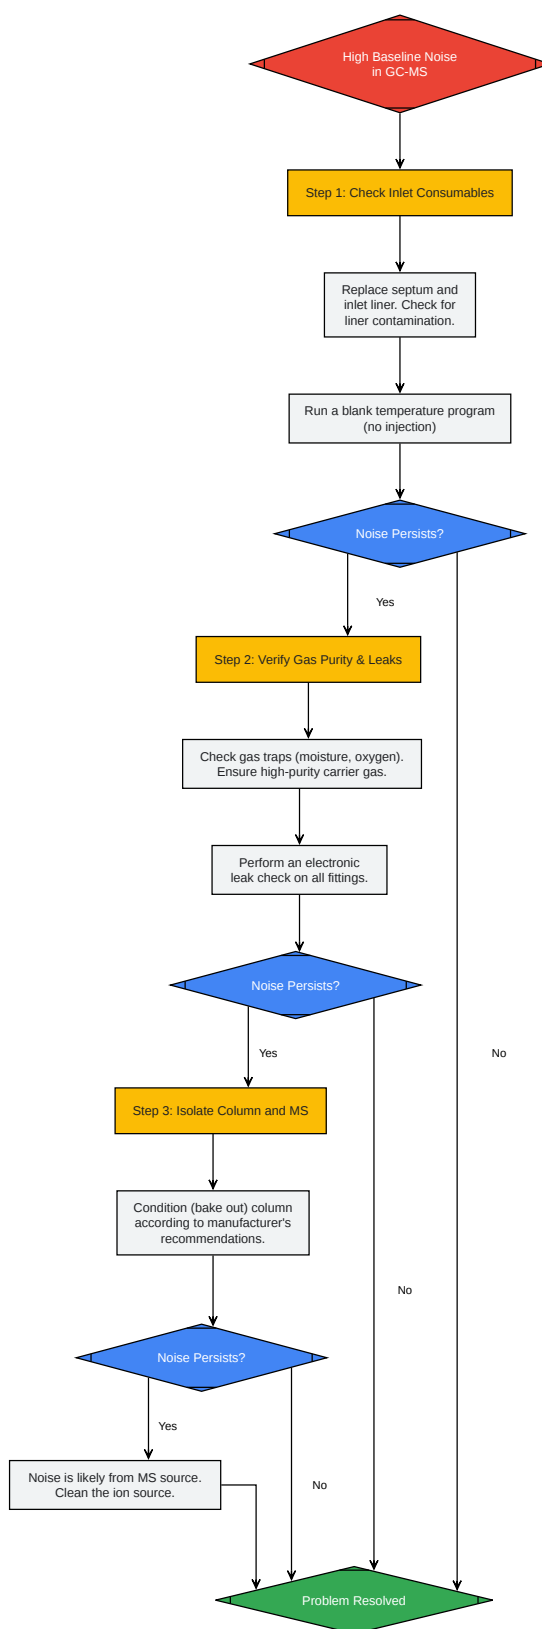 High Baseline Noise
in GC-MS
Step 1: Check Inlet Consumables
Replace septum and
inlet liner. Check for
liner contamination.
Run a blank temperature program
(no injection)
Noise Persists?
Yes
Step 2: Verify Gas Purity & Leaks
Check gas traps (moisture, oxygen).
Ensure high-purity carrier gas.
Perform an electronic
leak check on all fittings.
Noise Persists?
Yes
No
Step 3: Isolate Column and MS
Condition (bake out) column
according to manufacturer's
recommendations.
No
Noise Persists?
Yes
Noise is likely from MS source.
Clean the ion source.
No
Problem Resolved